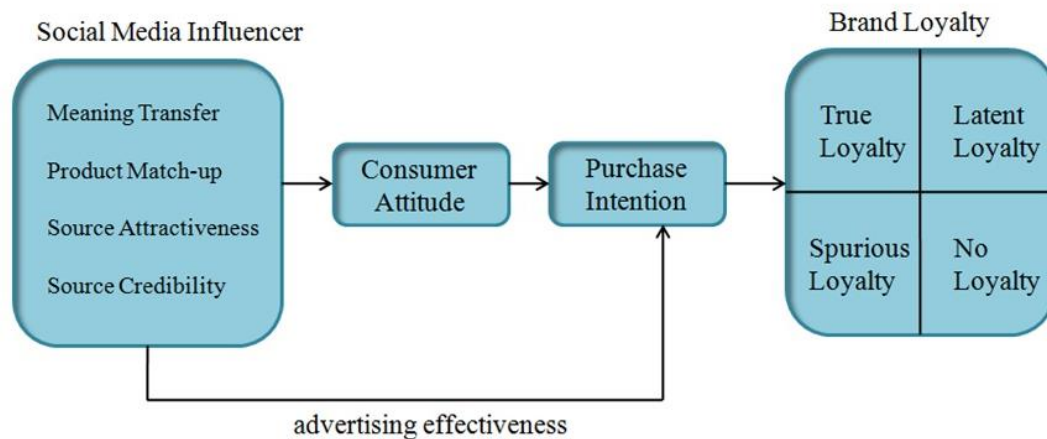 Social Media Influencer
Meaning Transfer
Product Match-up
Source Attractiveness
Source Credibility
Consumer
Attitude
Purchase
Intention
Brand Loyalty
True
Loyalty
Latent
Loyalty
Spurious
Loyalty
No
Loyalty
advertising effectiveness